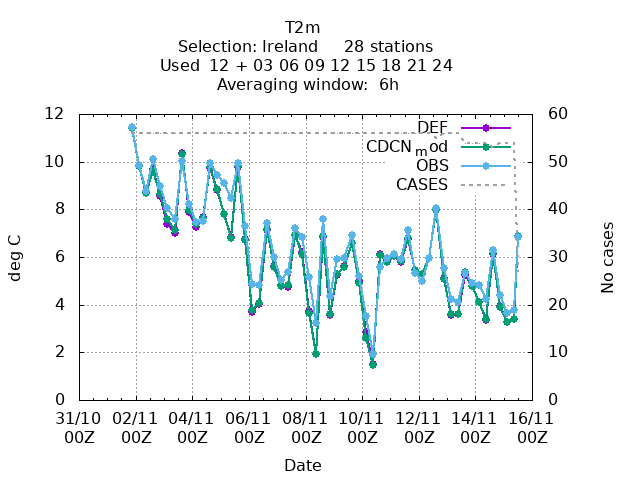 T2m
Selection: Ireland 28 stations
Used 12 + 03 06 09 12 15 18 21 24
Averaging window: 6h
12 60
DEF
CDCN_mod
OBS
CASES
10 50
8 40
6 30
4 20
2 10
0 0
deg C
No cases
31/10 02/11 04/11 06/11 08/11 10/11 12/11 14/11 16/11
00Z 00Z 00Z 00Z 00Z 00Z 00Z 00Z 00Z
Date